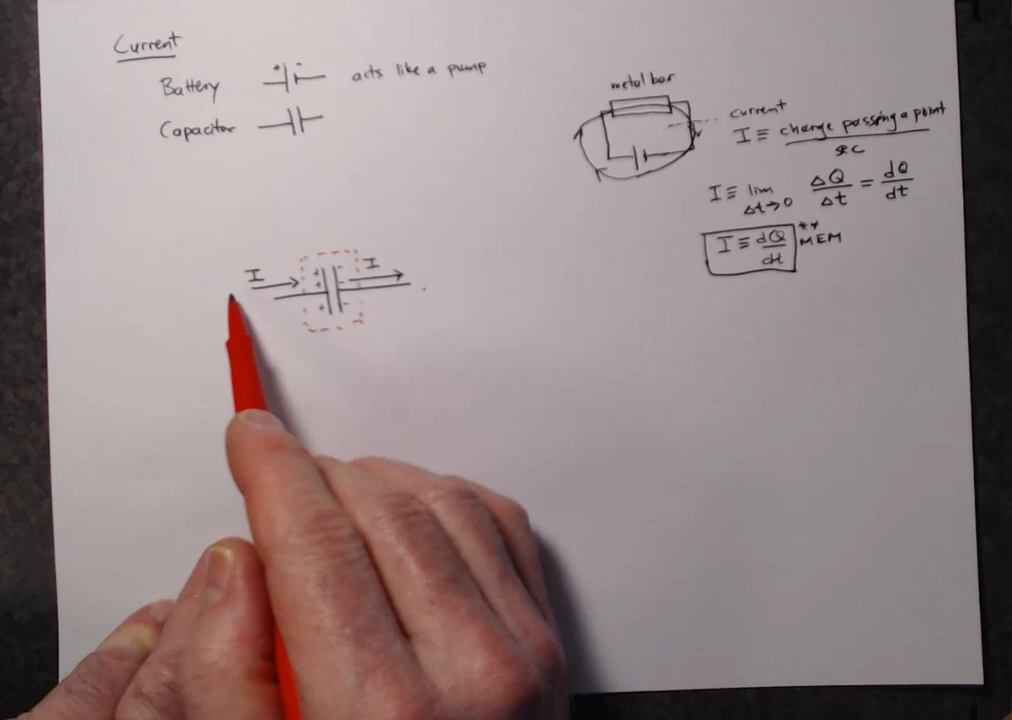 Current
Battery + - acts like a pump
Capacitor
metal bar
current
I ≡ charge passing a point
sec
I ≡ lim Δt→0 ΔQ/Δt = dQ/dt
I ≡ dQ/dt ** MEM
I I
+ -
+ -
+ -